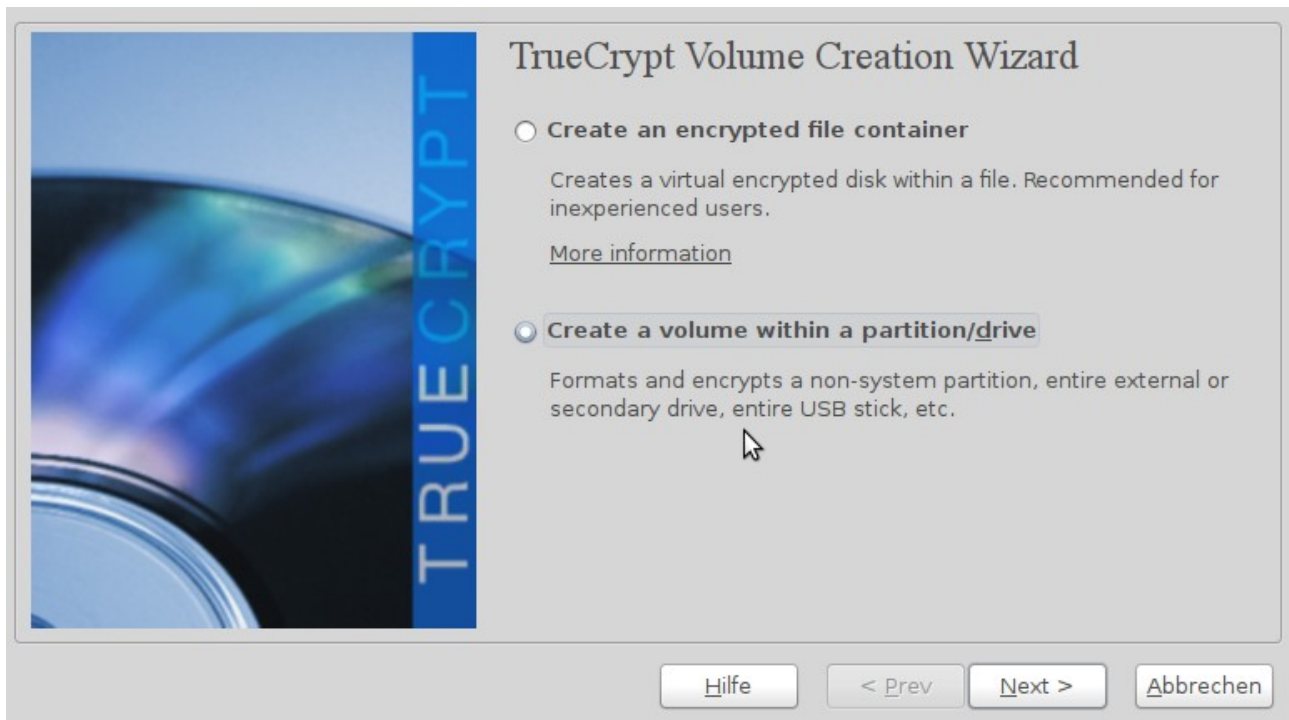 TRUECRYPT
TrueCrypt Volume Creation Wizard
Create an encrypted file container
Creates a virtual encrypted disk within a file. Recommended for
inexperienced users.
More information
Create a volume within a partition/drive
Formats and encrypts a non-system partition, entire external or
secondary drive, entire USB stick, etc.
Hilfe
< Prev
Next >
Abbrechen